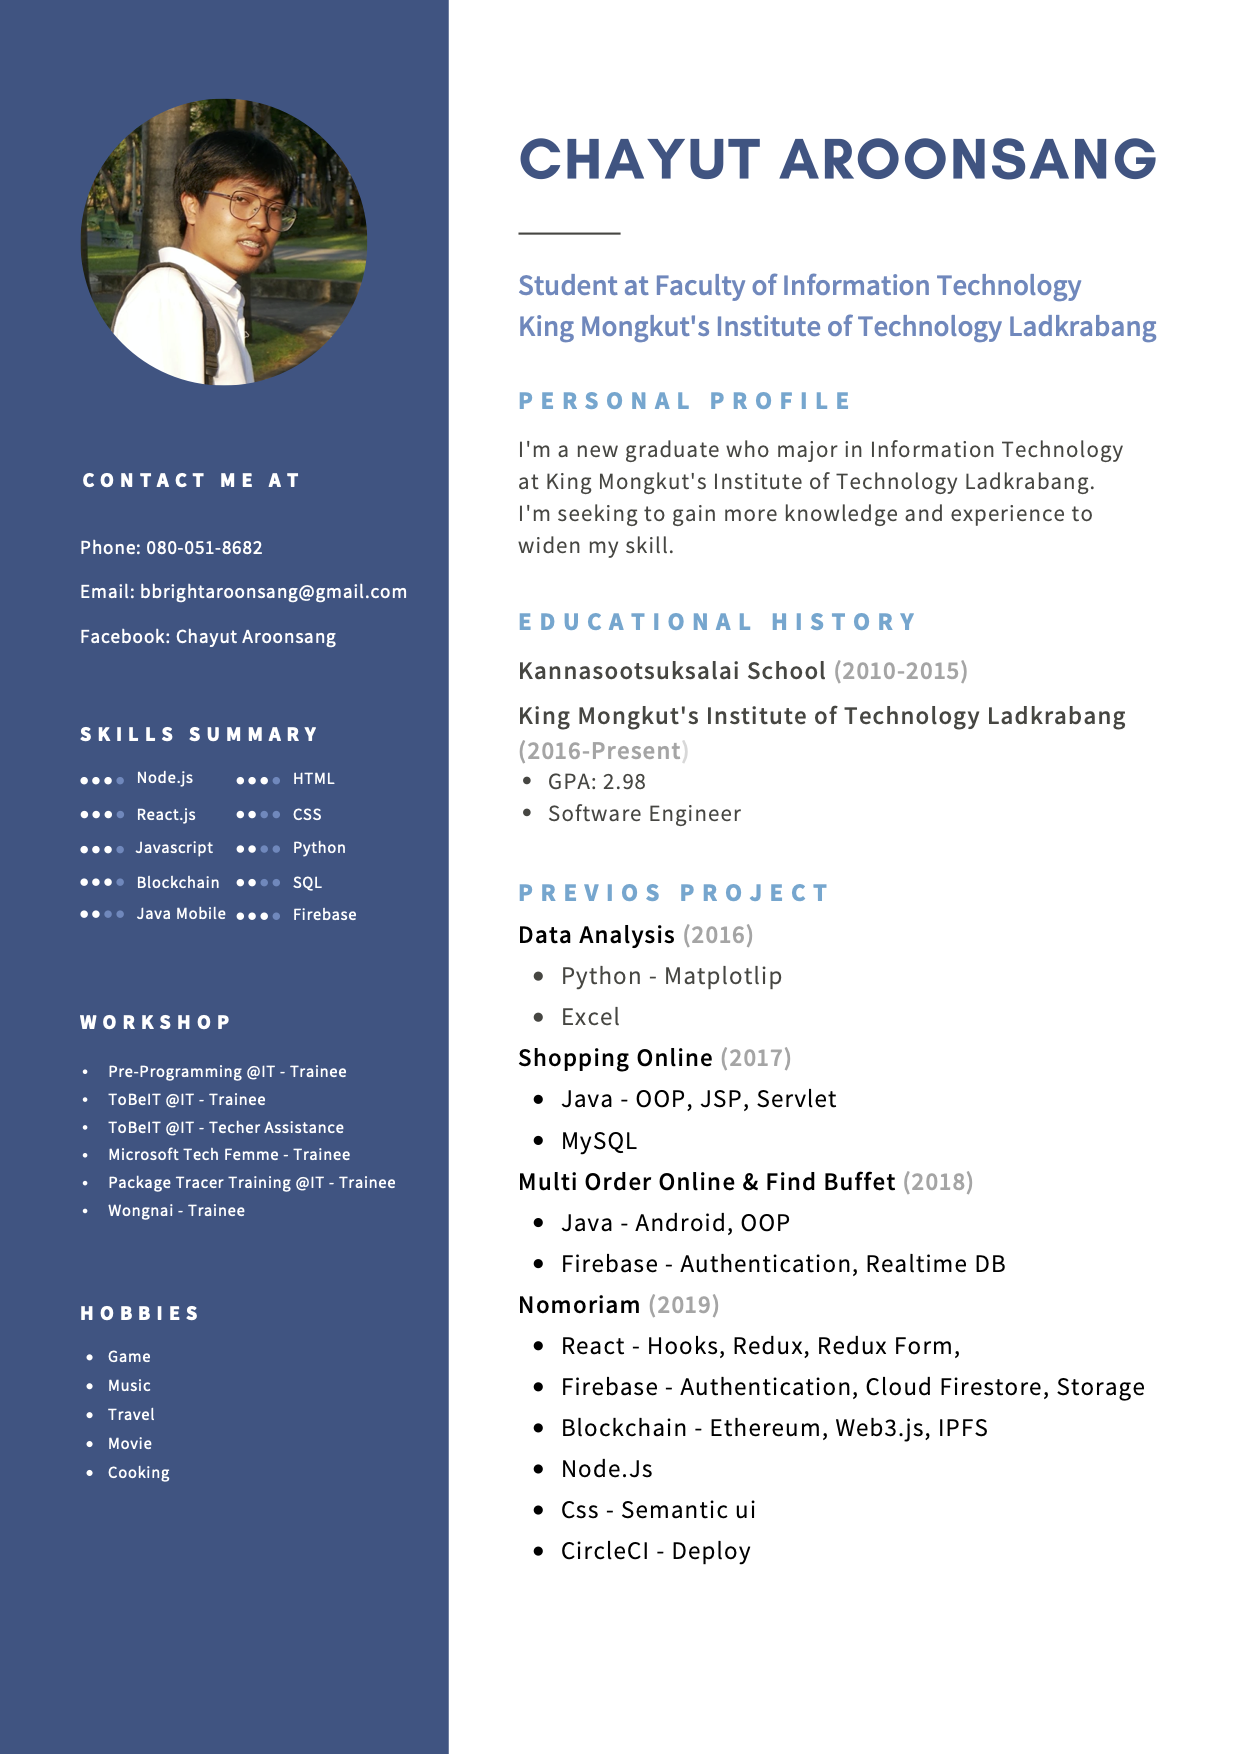 CONTACT ME AT
Phone: 080-051-8682
Email: bbrightaroonsang@gmail.com
Facebook: Chayut Aroonsang
SKILLS SUMMARY
Node.js HTML
React.js CSS
Javascript Python
Blockchain SQL
Java Mobile Firebase
WORKSHOP
• Pre-Programming @IT - Trainee
• ToBeIT @IT - Trainee
• ToBeIT @IT - Techer Assistance
• Microsoft Tech Femme - Trainee
• Package Tracer Training @IT - Trainee
• Wongnai - Trainee
HOBBIES
• Game
• Music
• Travel
• Movie
• Cooking
CHAYUT AROONSANG
Student at Faculty of Information Technology
King Mongkut's Institute of Technology Ladkrabang
PERSONAL PROFILE
I'm a new graduate who major in Information Technology
at King Mongkut's Institute of Technology Ladkrabang.
I'm seeking to gain more knowledge and experience to
widen my skill.
EDUCATIONAL HISTORY
Kannasootsuksalai School (2010-2015)
King Mongkut's Institute of Technology Ladkrabang
(2016-Present)
• GPA: 2.98
• Software Engineer
PREVIOS PROJECT
Data Analysis (2016)
• Python - Matplotlip
• Excel
Shopping Online (2017)
• Java - OOP, JSP, Servlet
• MySQL
Multi Order Online & Find Buffet (2018)
• Java - Android, OOP
• Firebase - Authentication, Realtime DB
Nomoriam (2019)
• React - Hooks, Redux, Redux Form,
• Firebase - Authentication, Cloud Firestore, Storage
• Blockchain - Ethereum, Web3.js, IPFS
• Node.Js
• Css - Semantic ui
• CircleCI - Deploy